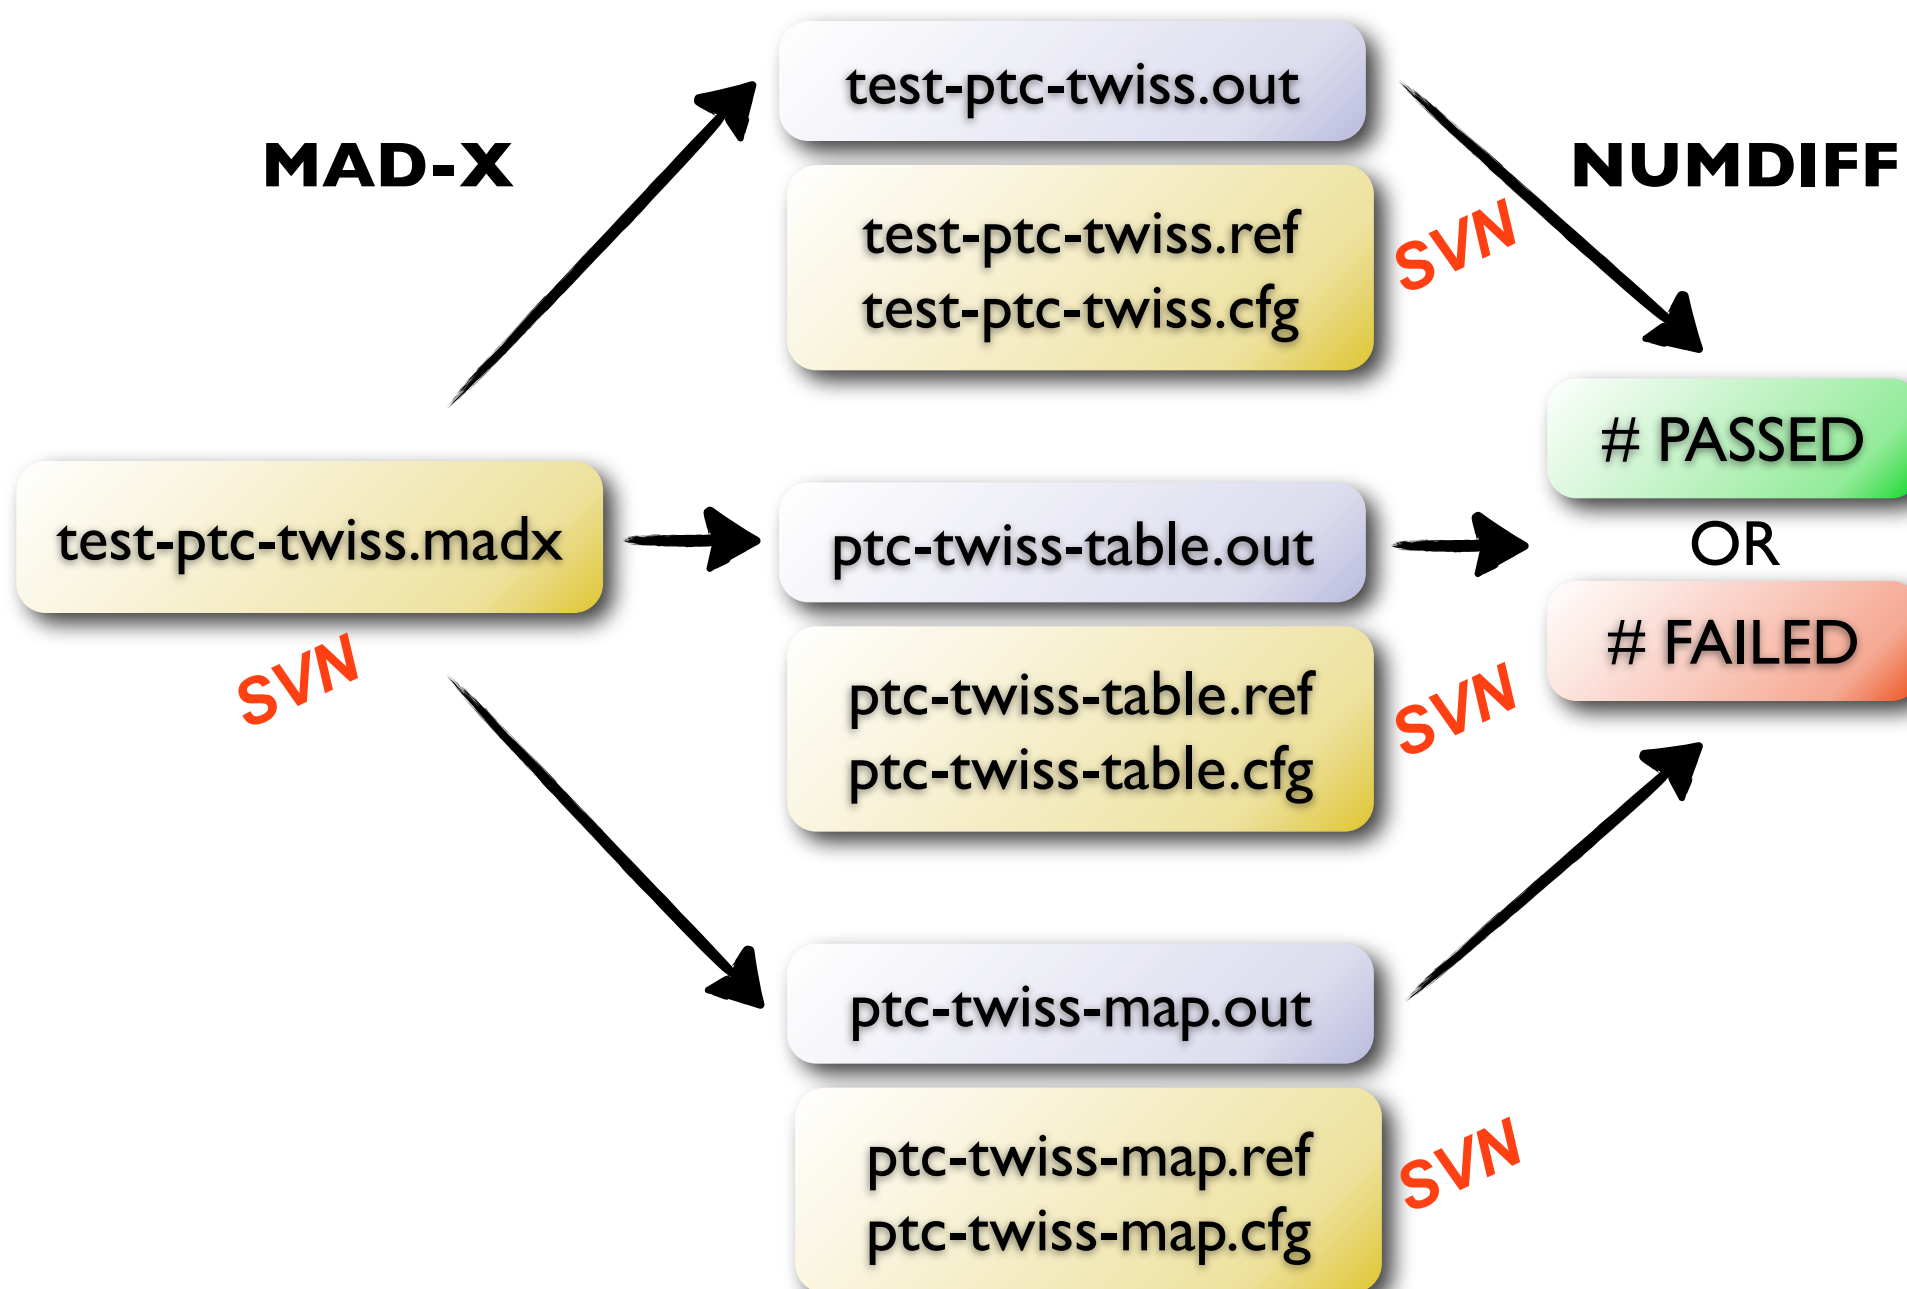 test-ptc-twiss.out
MAD-X
NUMDIFF
test-ptc-twiss.ref
SVN
test-ptc-twiss.cfg
# PASSED
test-ptc-twiss.madx
ptc-twiss-table.out
OR
# FAILED
SVN
ptc-twiss-table.ref
SVN
ptc-twiss-table.cfg
ptc-twiss-map.out
ptc-twiss-map.ref
SVN
ptc-twiss-map.cfg